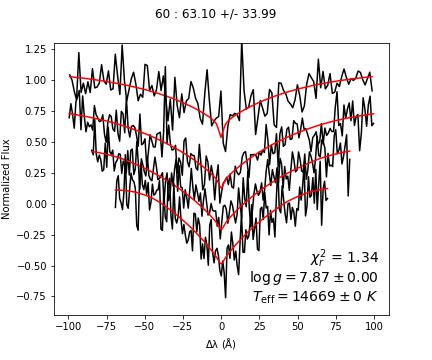 60 : 63.10 +/- 33.99
1.25
1.00
0.75
0.50
0.25
0.00
−0.25
−0.50
−0.75
Normalized Flux
χ²ᵣ = 1.34
log g = 7.87 ± 0.00
T_eff = 14669 ± 0 K
−100 −75 −50 −25 0 25 50 75 100
Δλ (Å)